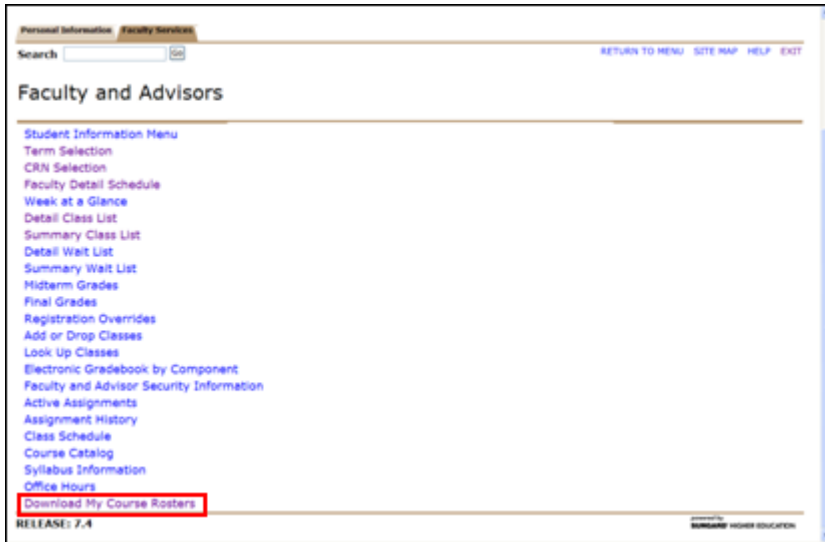 Personal Information Faculty Services
Search Go RETURN TO MENU SITE MAP HELP EXIT
Faculty and Advisors
Student Information Menu
Term Selection
CRN Selection
Faculty Detail Schedule
Week at a Glance
Detail Class List
Summary Class List
Detail Wait List
Summary Wait List
Midterm Grades
Final Grades
Registration Overrides
Add or Drop Classes
Look Up Classes
Electronic Gradebook by Component
Faculty and Advisor Security Information
Active Assignments
Assignment History
Class Schedule
Course Catalog
Syllabus Information
Office Hours
Download My Course Rosters
RELEASE: 7.4
powered by
SUNGARD HIGHER EDUCATION